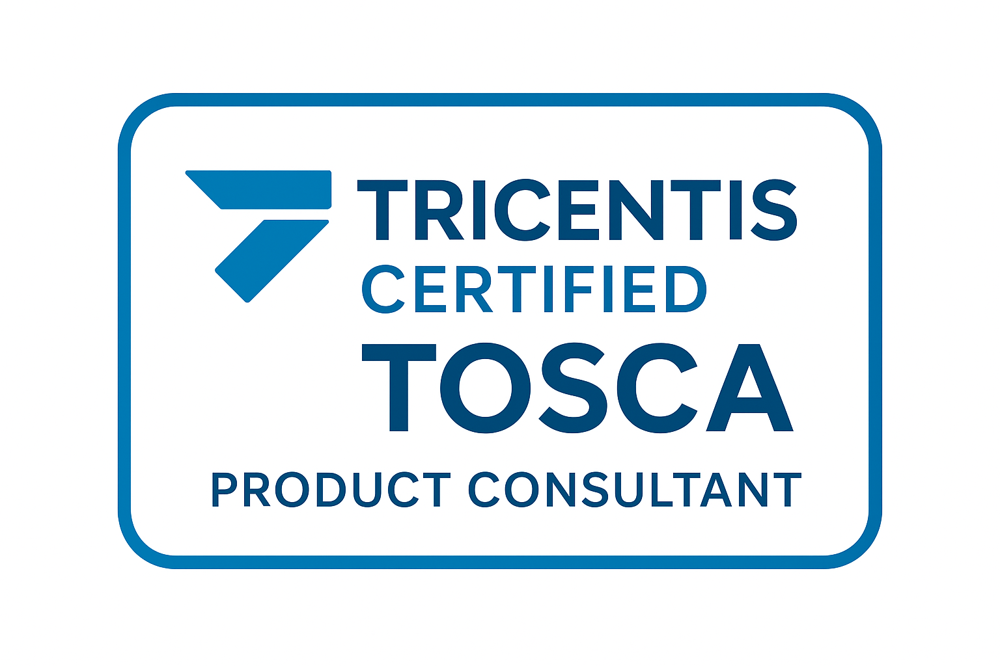 TRICENTIS
CERTIFIED
TOSCA
PRODUCT CONSULTANT